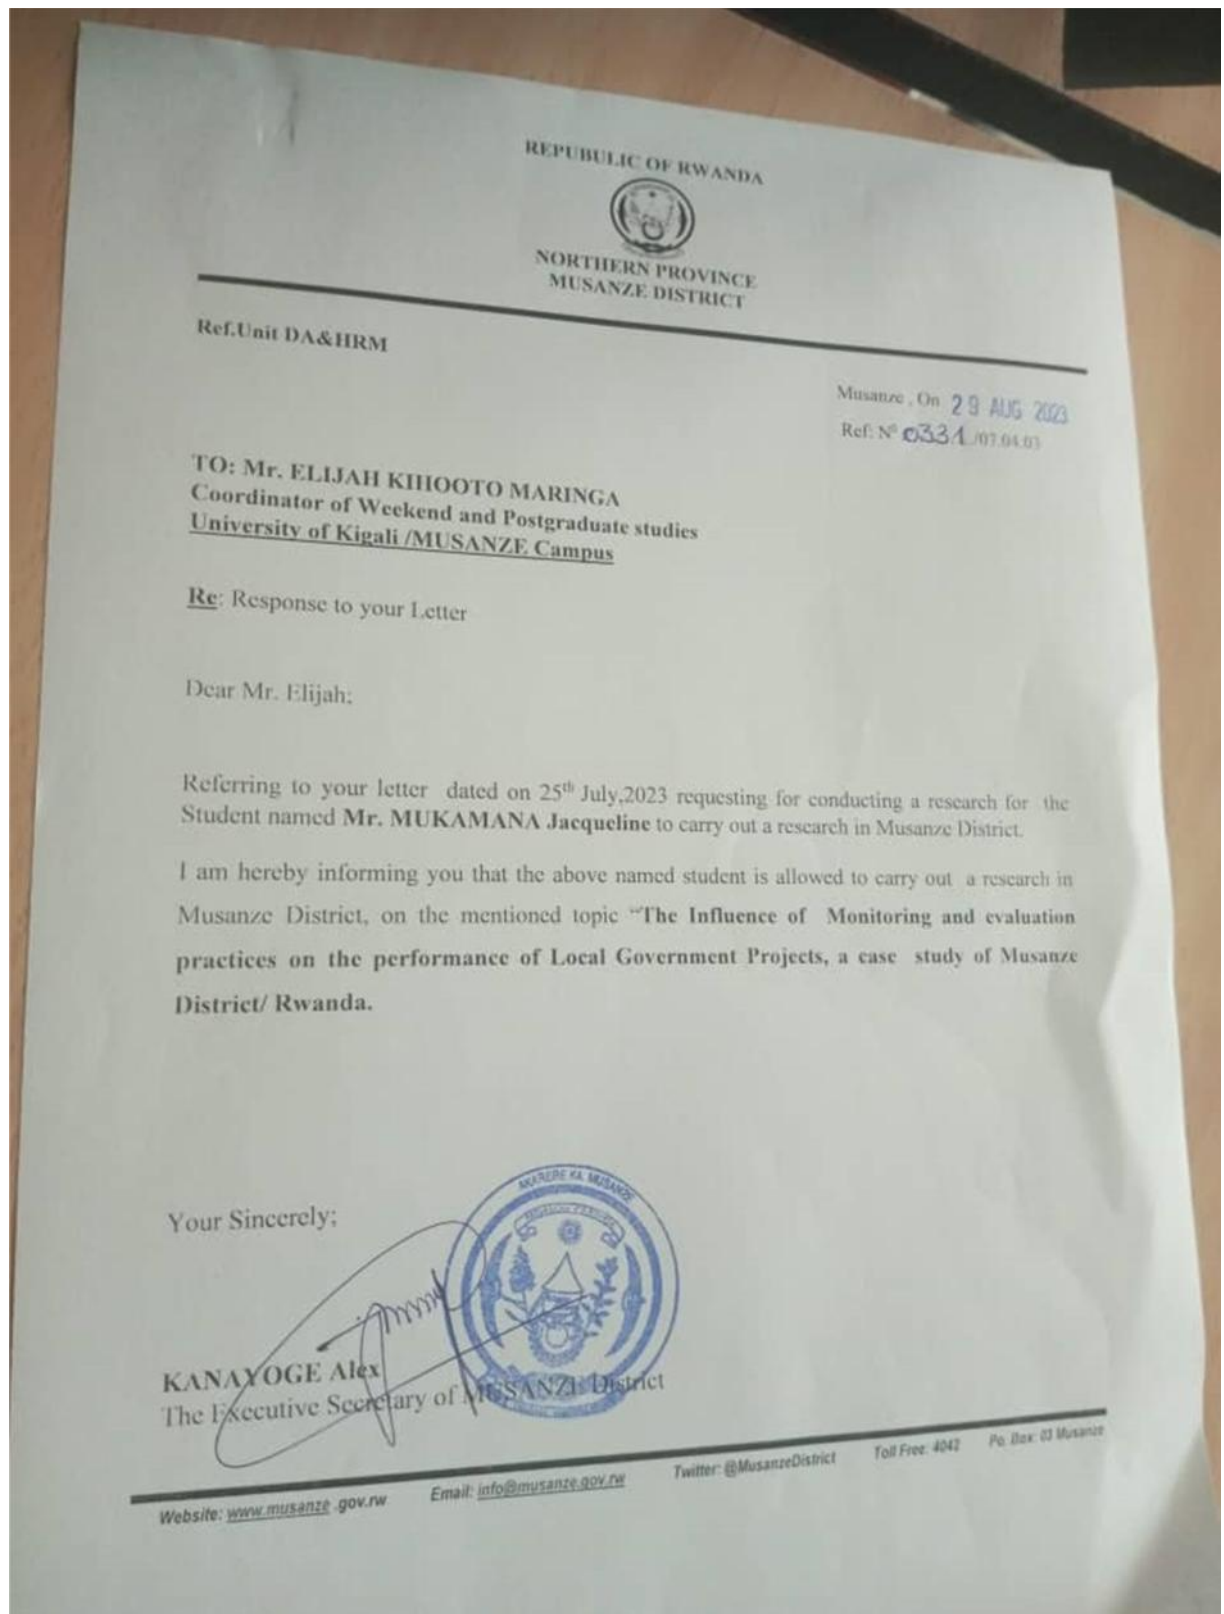 REPUBULIC OF RWANDA
NORTHERN PROVINCE
MUSANZE DISTRICT
Ref.Unit DA&HRM
Musanze , On 29 AUG 2023
Ref: Nº 0331 /07.04.03
TO: Mr. ELIJAH KIHOOTO MARINGA
Coordinator of Weekend and Postgraduate studies
University of Kigali /MUSANZE Campus
Re: Response to your Letter
Dear Mr. Elijah;
Referring to your letter dated on 25th July,2023 requesting for conducting a research for the
Student named Mr. MUKAMANA Jacqueline to carry out a research in Musanze District.
I am hereby informing you that the above named student is allowed to carry out a research in
Musanze District, on the mentioned topic “The Influence of Monitoring and evaluation
practices on the performance of Local Government Projects, a case study of Musanze
District/ Rwanda.
AKARERE KA MUSANZE
Your Sincerely;
KANAYOGE Alex
The Executive Secretary of MUSANZE District
Website: www.musanze .gov.rw Email: info@musanze.gov.rw Twitter: @MusanzeDistrict Toll Free: 4042 Po. Box: 03 Musanze